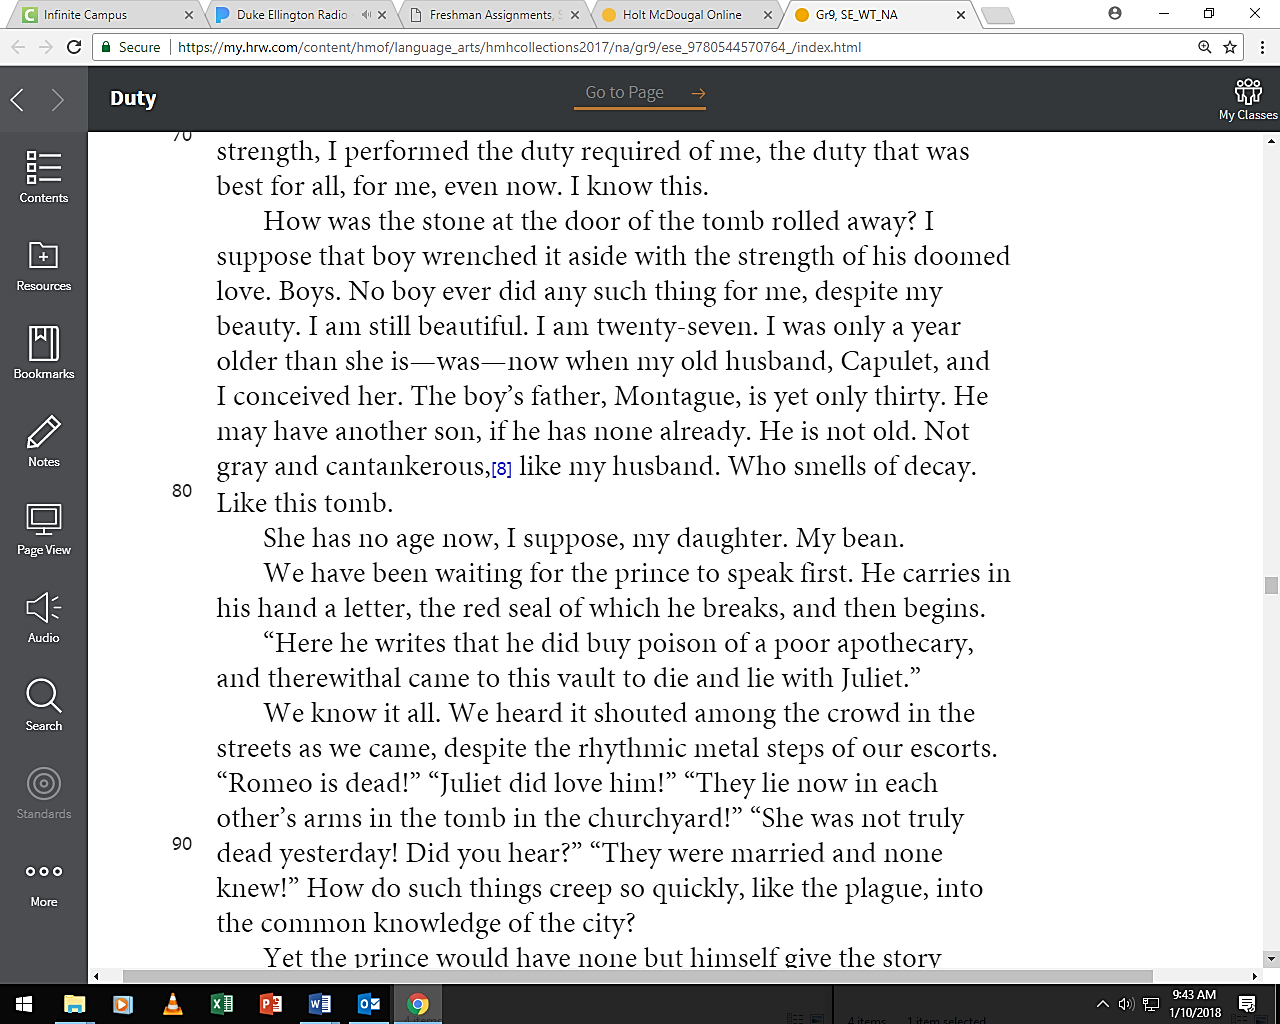 Infinite Campus
Duke Ellington Radio
Freshman Assignments, S
Holt McDougal Online
Gr9, SE_WT_NA
Secure
https://my.hrw.com/content/hmof/language_arts/hmhcollections2017/na/gr9/ese_9780544570764_/index.html
Duty
Go to Page
My Classes
Contents
Resources
Bookmarks
Notes
Page View
Audio
Search
Standards
More
70
strength, I performed the duty required of me, the duty that was
best for all, for me, even now. I know this.
How was the stone at the door of the tomb rolled away? I
suppose that boy wrenched it aside with the strength of his doomed
love. Boys. No boy ever did any such thing for me, despite my
beauty. I am still beautiful. I am twenty-seven. I was only a year
older than she is—was—now when my old husband, Capulet, and
I conceived her. The boy’s father, Montague, is yet only thirty. He
may have another son, if he has none already. He is not old. Not
gray and cantankerous,[8] like my husband. Who smells of decay.
80
Like this tomb.
She has no age now, I suppose, my daughter. My bean.
We have been waiting for the prince to speak first. He carries in
his hand a letter, the red seal of which he breaks, and then begins.
“Here he writes that he did buy poison of a poor apothecary,
and therewithal came to this vault to die and lie with Juliet.”
We know it all. We heard it shouted among the crowd in the
streets as we came, despite the rhythmic metal steps of our escorts.
“Romeo is dead!” “Juliet did love him!” “They lie now in each
other’s arms in the tomb in the churchyard!” “She was not truly
90
dead yesterday! Did you hear?” “They were married and none
knew!” How do such things creep so quickly, like the plague, into
the common knowledge of the city?
Yet the prince would have none but himself give the story
4 items
4 items
1 item selected
9:43 AM
1/10/2018